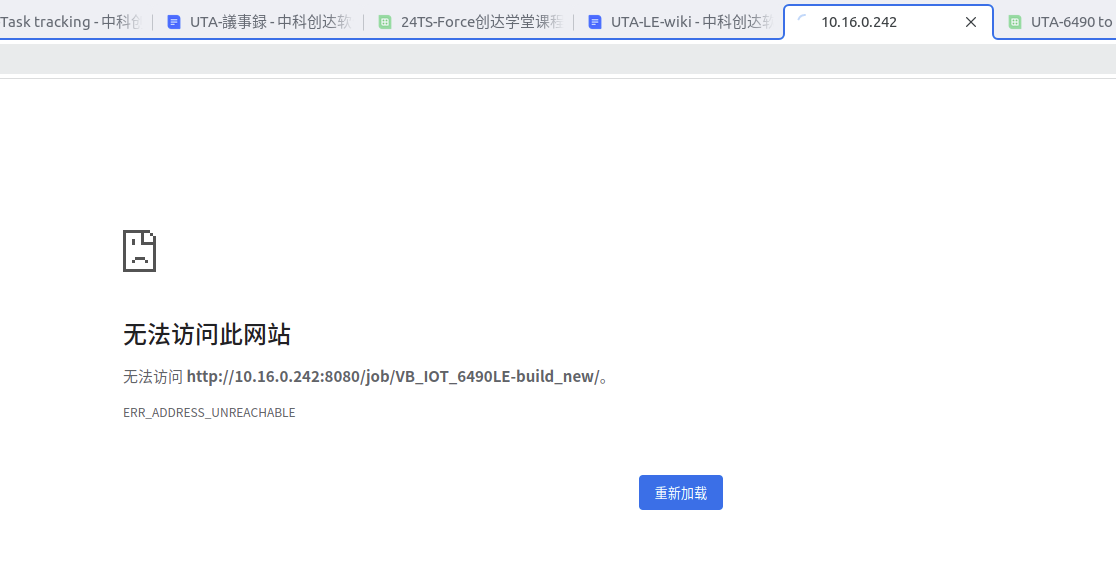 Task tracking - 中科创 UTA-議事録 - 中科创达软 24TS-Force创达学堂课程 UTA-LE-wiki - 中科创达软 10.16.0.242 UTA-6490 to
无法访问此网站
无法访问 http://10.16.0.242:8080/job/VB_IOT_6490LE-build_new/。
ERR_ADDRESS_UNREACHABLE
重新加载